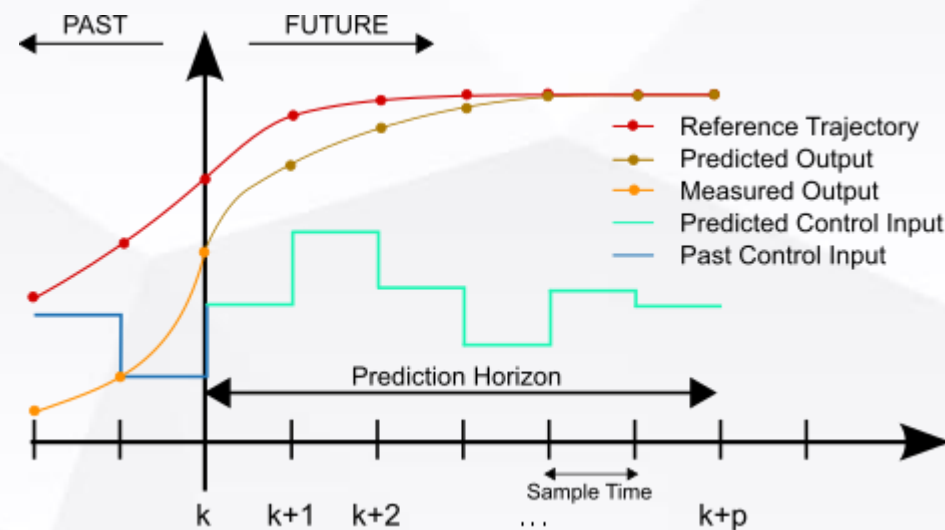 PAST
FUTURE
Reference Trajectory
Predicted Output
Measured Output
Predicted Control Input
Past Control Input
Prediction Horizon
Sample Time
k k+1 k+2 ... k+p